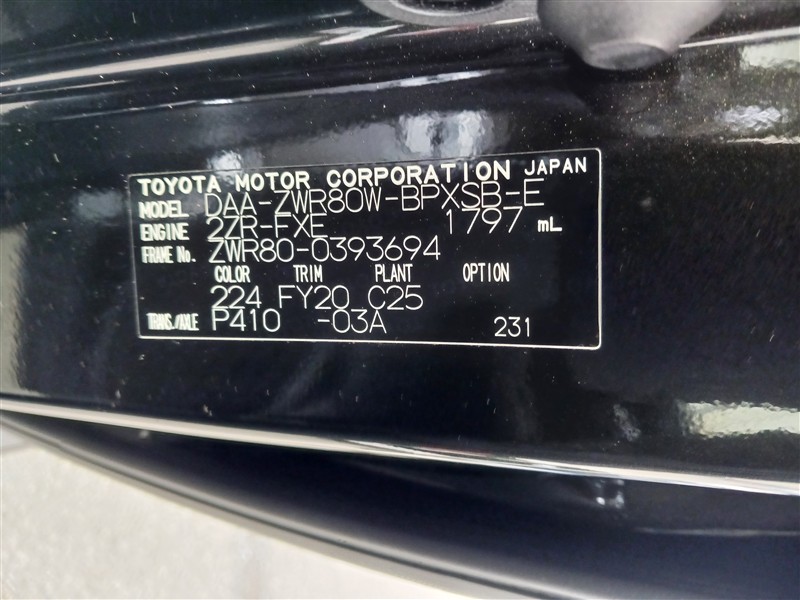 TOYOTA MOTOR CORPORATION JAPAN
MODEL DAA-ZWR80W-BPXSB-E
ENGINE 2ZR-FXE 1797 mL
FRAME No. ZWR80-0393694
COLOR TRIM PLANT OPTION
224 FY20 C25
TRANS./AXLE P410 -03A 231